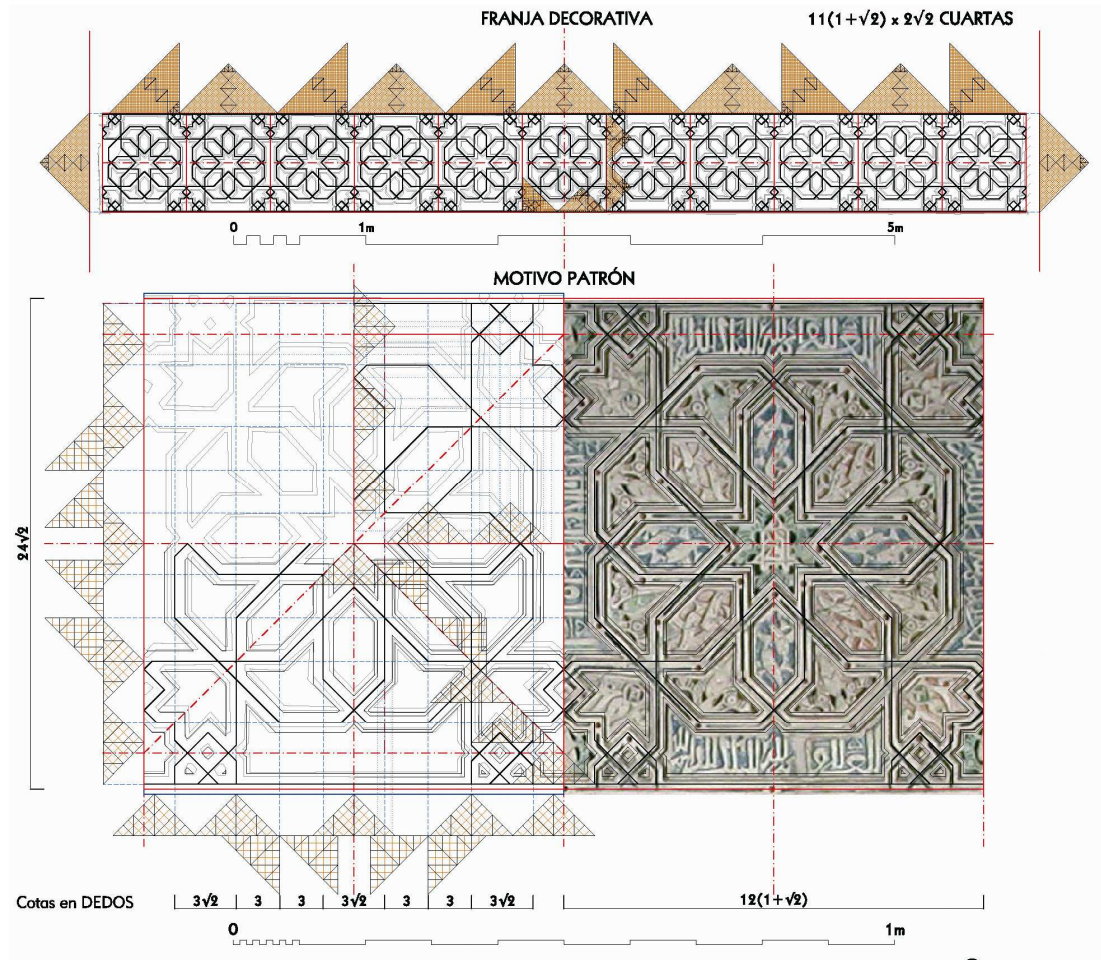 FRANJA DECORATIVA 11(1+√2) x 2√2 CUARTAS
0 1m 5m
MOTIVO PATRÓN
24√2
Cotas en DEDOS 3√2 3 3 3√2 3 3 3√2 12(1+√2)
0 1m